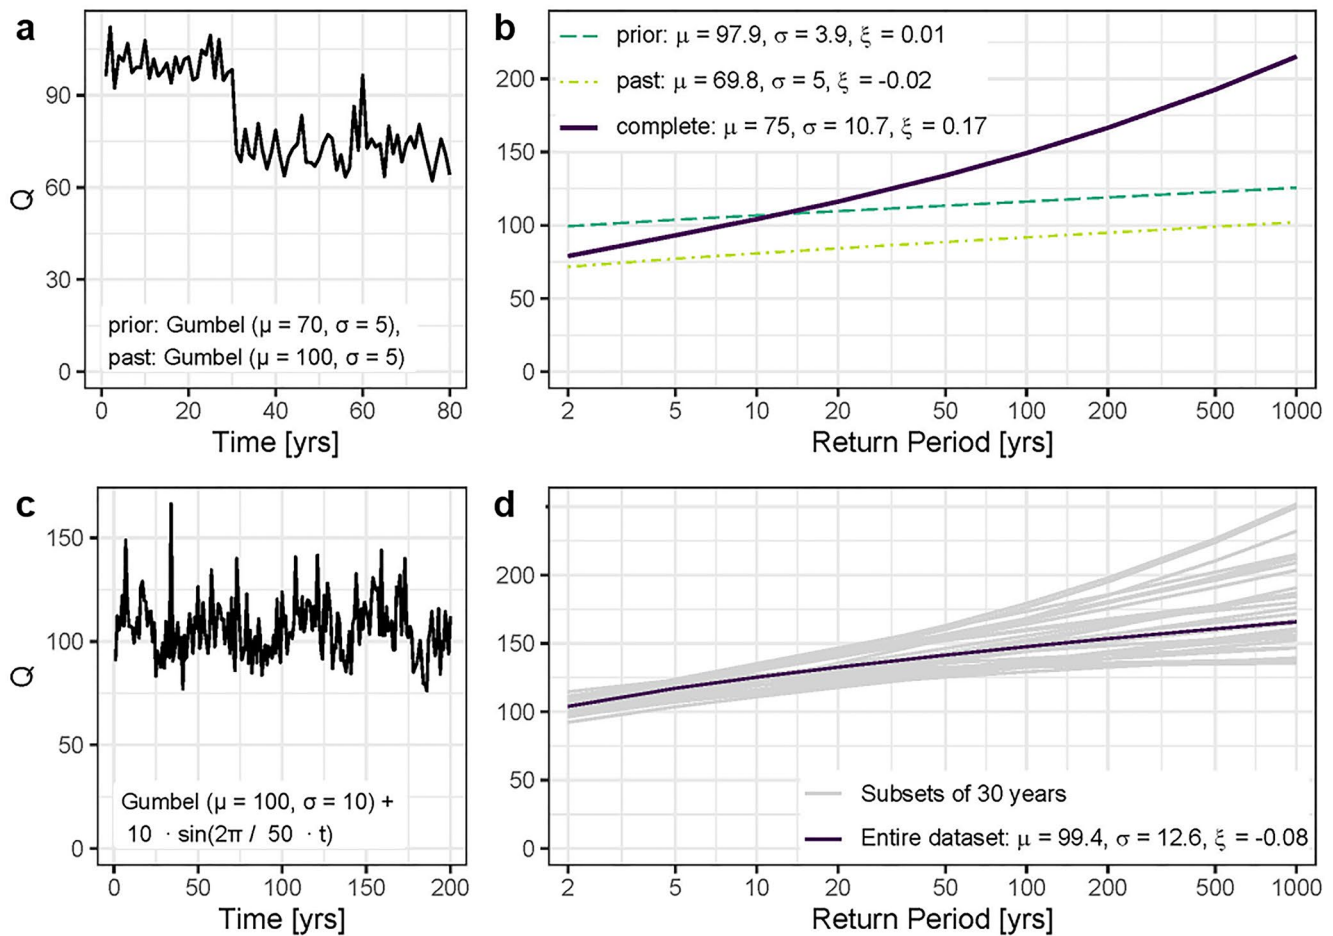 a
90
60
30
0
Q
prior: Gumbel (μ = 70, σ = 5),
past: Gumbel (μ = 100, σ = 5)
0 20 40 60 80
Time [yrs]
b
prior: μ = 97.9, σ = 3.9, ξ = 0.01
past: μ = 69.8, σ = 5, ξ = -0.02
complete: μ = 75, σ = 10.7, ξ = 0.17
200
150
100
50
0
2 5 10 20 50 100 200 500 1000
Return Period [yrs]
c
150
100
50
0
Q
Gumbel (μ = 100, σ = 10) +
10 · sin(2π / 50 · t)
0 50 100 150 200
Time [yrs]
d
200
150
100
50
0
Subsets of 30 years
Entire dataset: μ = 99.4, σ = 12.6, ξ = -0.08
2 5 10 20 50 100 200 500 1000
Return Period [yrs]